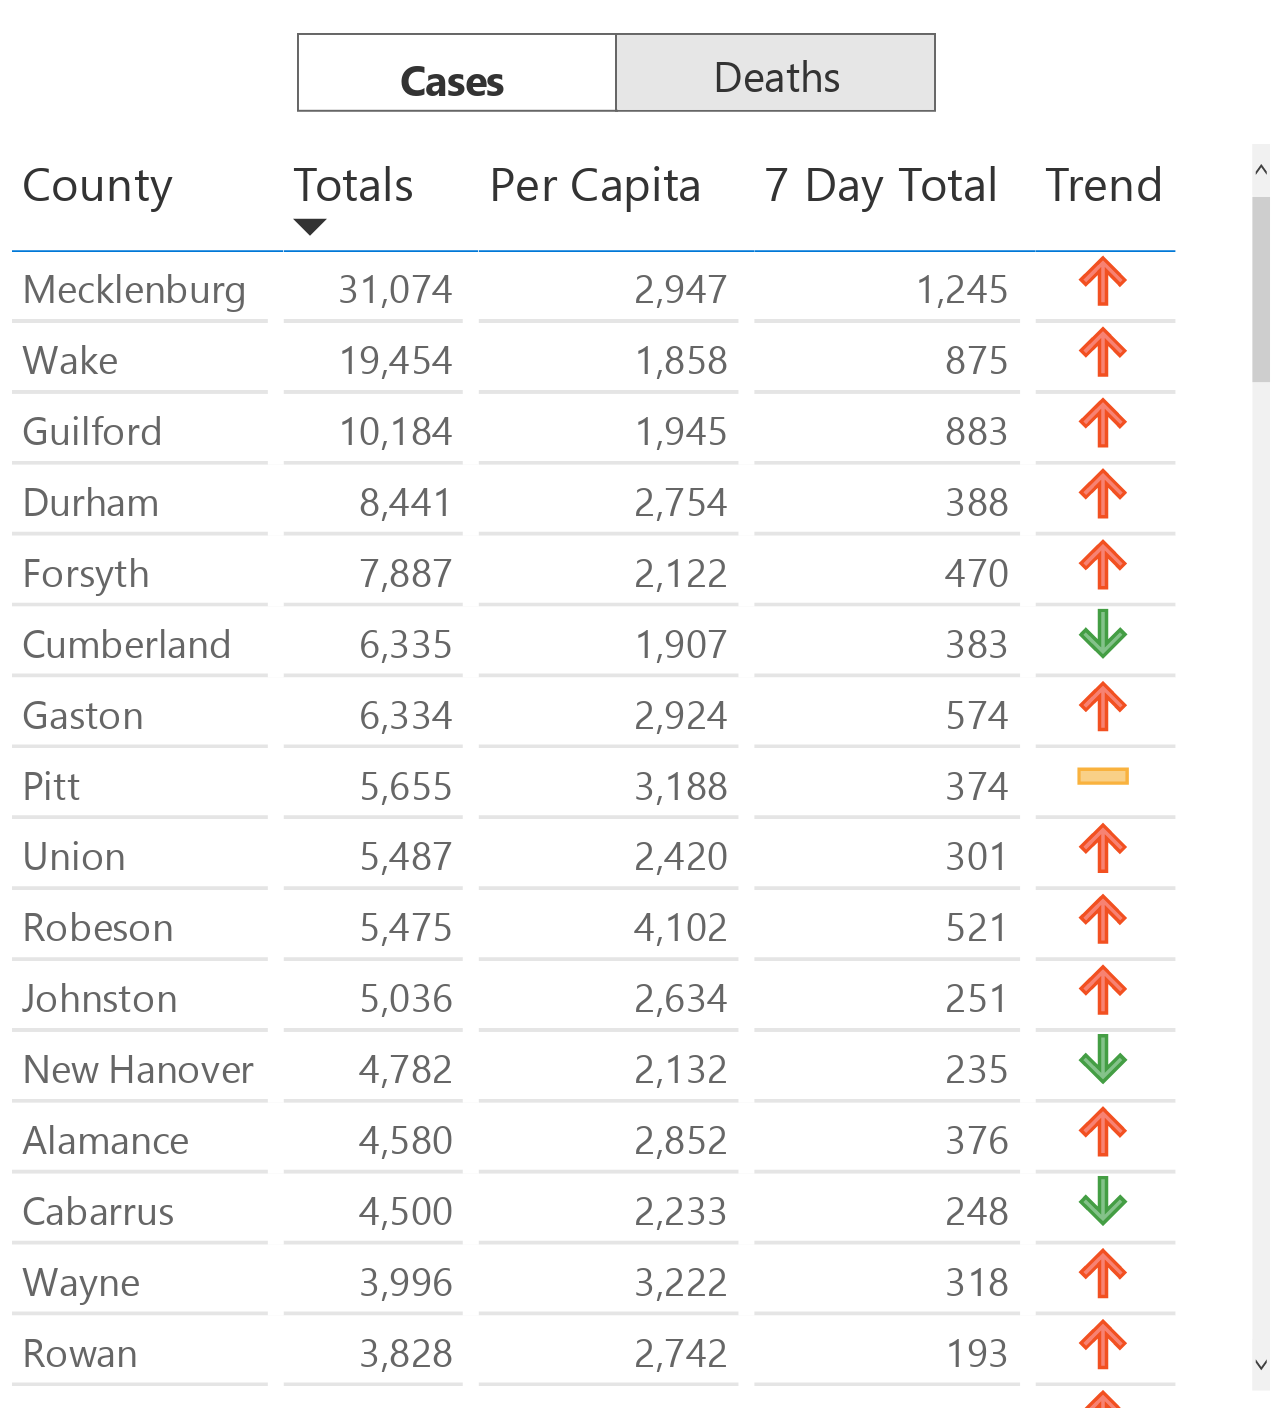 Cases Deaths
County Totals Per Capita 7 Day Total Trend
Mecklenburg 31,074 2,947 1,245
Wake 19,454 1,858 875
Guilford 10,184 1,945 883
Durham 8,441 2,754 388
Forsyth 7,887 2,122 470
Cumberland 6,335 1,907 383
Gaston 6,334 2,924 574
Pitt 5,655 3,188 374
Union 5,487 2,420 301
Robeson 5,475 4,102 521
Johnston 5,036 2,634 251
New Hanover 4,782 2,132 235
Alamance 4,580 2,852 376
Cabarrus 4,500 2,233 248
Wayne 3,996 3,222 318
Rowan 3,828 2,742 193